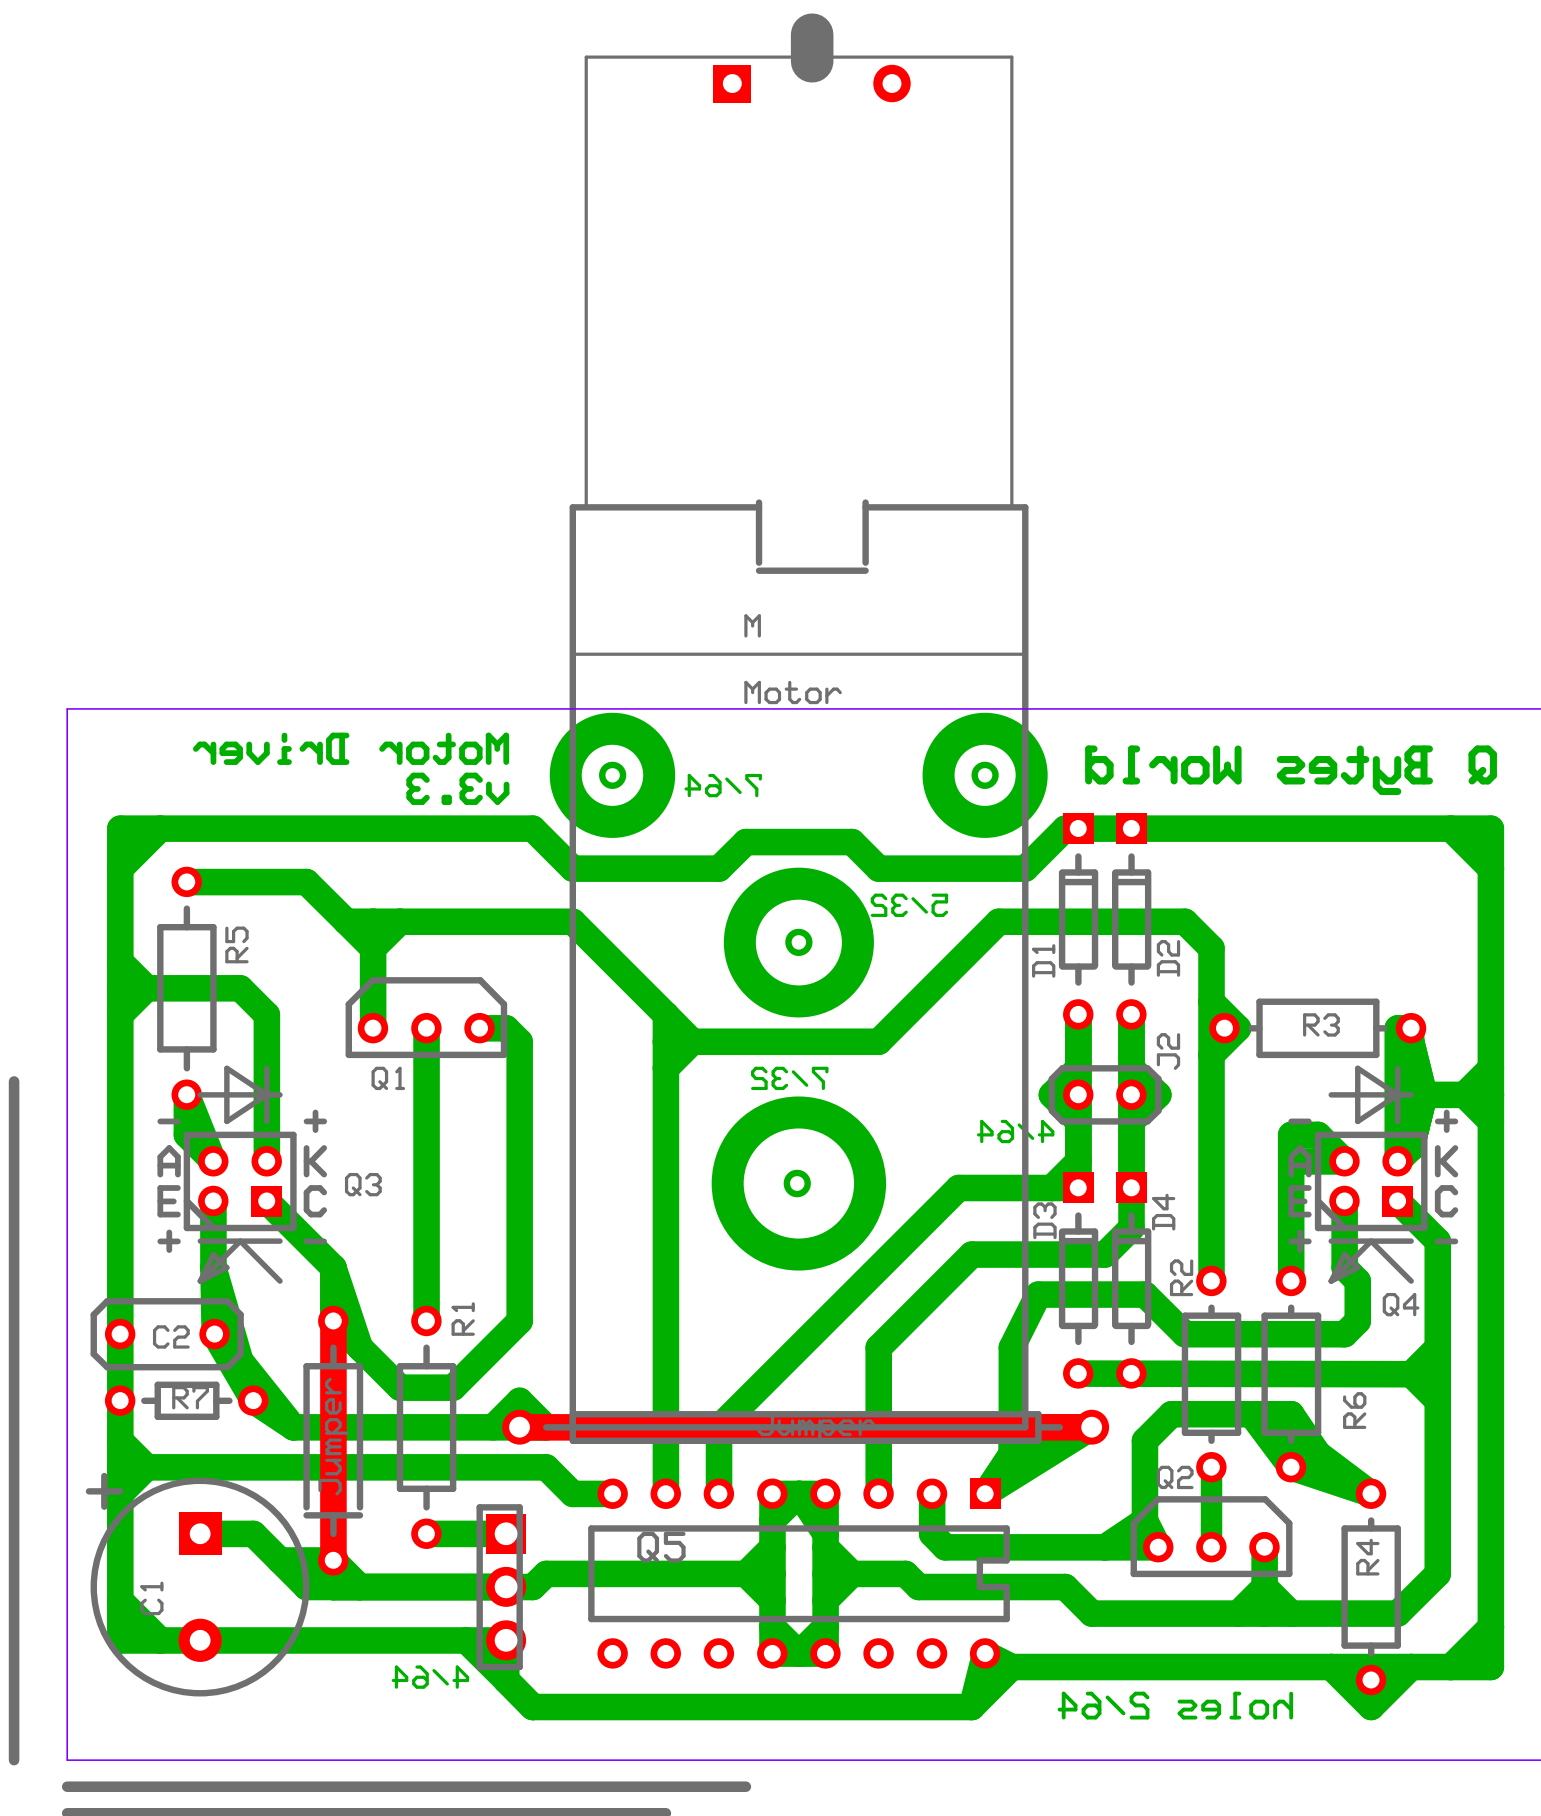 M
Motor
Motor Driver
v3.3
7/64
Q Bytes World
5/32
R5
D1
D2
R3
Q1
7/32
J2
4/64
- +
A K
E C
+ -
Q3
- +
A K
E C
+ -
D3
D4
R2
Q4
C2
R1
R7
Jumper
Jumper
R6
+
Q2
Q5
R4
C1
4/64
holes 2/64